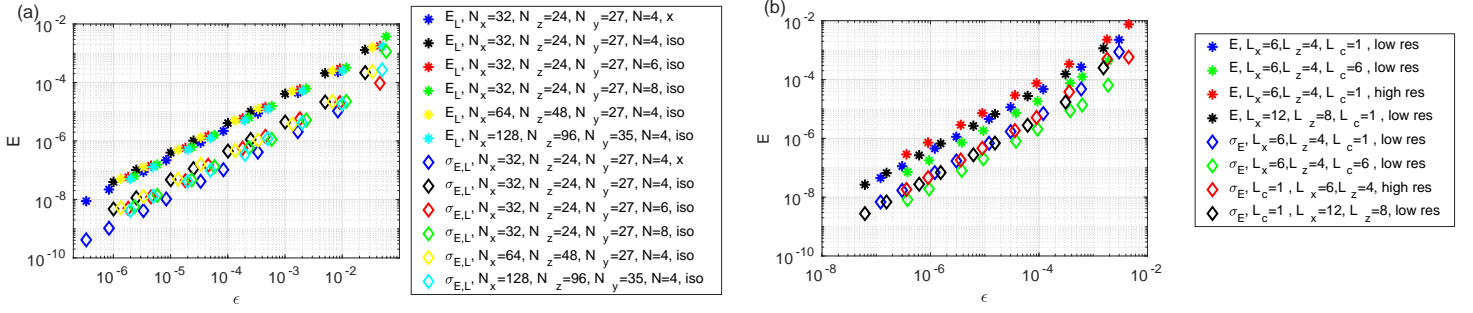 (a)
E
10^-2
10^-4
10^-6
10^-8
10^-10
10^-6
10^-5
10^-4
10^-3
10^-2
ϵ
E_L, N_x=32, N_z=24, N_y=27, N=4, x
E_L, N_x=32, N_z=24, N_y=27, N=4, iso
E_L, N_x=32, N_z=24, N_y=27, N=6, iso
E_L, N_x=32, N_z=24, N_y=27, N=8, iso
E_L, N_x=64, N_z=48, N_y=27, N=4, iso
E_L, N_x=128, N_z=96, N_y=35, N=4, iso
σ_E,L, N_x=32, N_z=24, N_y=27, N=4, x
σ_E,L, N_x=32, N_z=24, N_y=27, N=4, iso
σ_E,L, N_x=32, N_z=24, N_y=27, N=6, iso
σ_E,L, N_x=32, N_z=24, N_y=27, N=8, iso
σ_E,L, N_x=64, N_z=48, N_y=27, N=4, iso
σ_E,L, N_x=128, N_z=96, N_y=35, N=4, iso
(b)
E
10^-2
10^-4
10^-6
10^-8
10^-10
10^-8
10^-6
10^-4
10^-2
ϵ
E, L_x=6,L_z=4, L_c=1 , low res
E, L_x=6,L_z=4, L_c=6 , low res
E, L_x=6,L_z=4, L_c=1 , high res
E, L_x=12, L_z=8, L_c=1 , low res
σ_E, L_x=6,L_z=4, L_c=1 , low res
σ_E, L_x=6,L_z=4, L_c=6 , low res
σ_E, L_c=1 , L_x=6,L_z=4, high res
σ_E, L_c=1 , L_x=12, L_z=8, low res